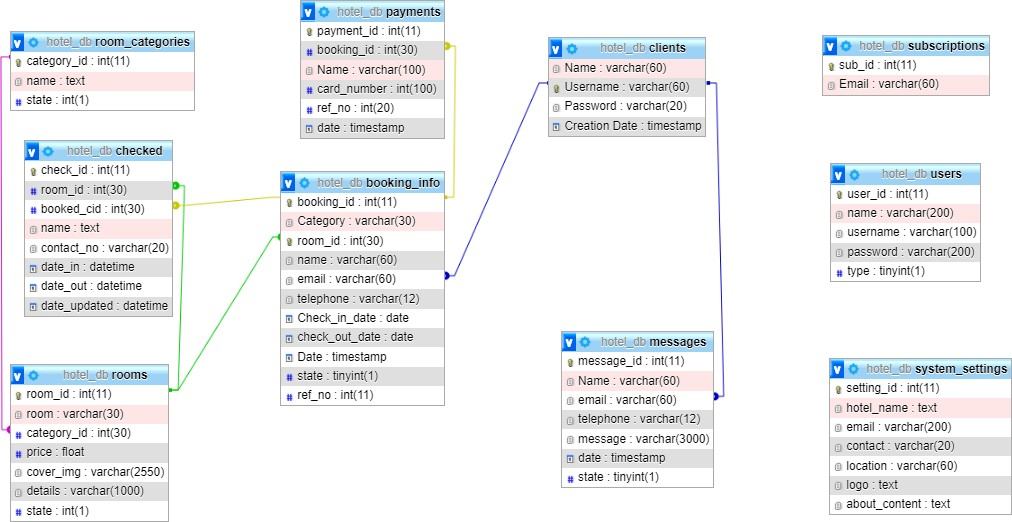 hotel_db room_categories
category_id : int(11)
name : text
state : int(1)
hotel_db checked
check_id : int(11)
room_id : int(30)
booked_cid : int(30)
name : text
contact_no : varchar(20)
date_in : datetime
date_out : datetime
date_updated : datetime
hotel_db rooms
room_id : int(11)
room : varchar(30)
category_id : int(30)
price : float
cover_img : varchar(2550)
details : varchar(1000)
state : int(1)
hotel_db payments
payment_id : int(11)
booking_id : int(30)
Name : varchar(100)
card_number : int(100)
ref_no : int(20)
date : timestamp
hotel_db booking_info
booking_id : int(11)
Category : varchar(30)
room_id : int(30)
name : varchar(60)
email : varchar(60)
telephone : varchar(12)
Check_in_date : date
check_out_date : date
Date : timestamp
state : tinyint(1)
ref_no : int(11)
hotel_db clients
Name : varchar(60)
Username : varchar(60)
Password : varchar(20)
Creation Date : timestamp
hotel_db messages
message_id : int(11)
Name : varchar(60)
email : varchar(60)
telephone : varchar(12)
message : varchar(3000)
date : timestamp
state : tinyint(1)
hotel_db subscriptions
sub_id : int(11)
Email : varchar(60)
hotel_db users
user_id : int(11)
name : varchar(200)
username : varchar(100)
password : varchar(200)
type : tinyint(1)
hotel_db system_settings
setting_id : int(11)
hotel_name : text
email : varchar(200)
contact : varchar(20)
location : varchar(60)
logo : text
about_content : text